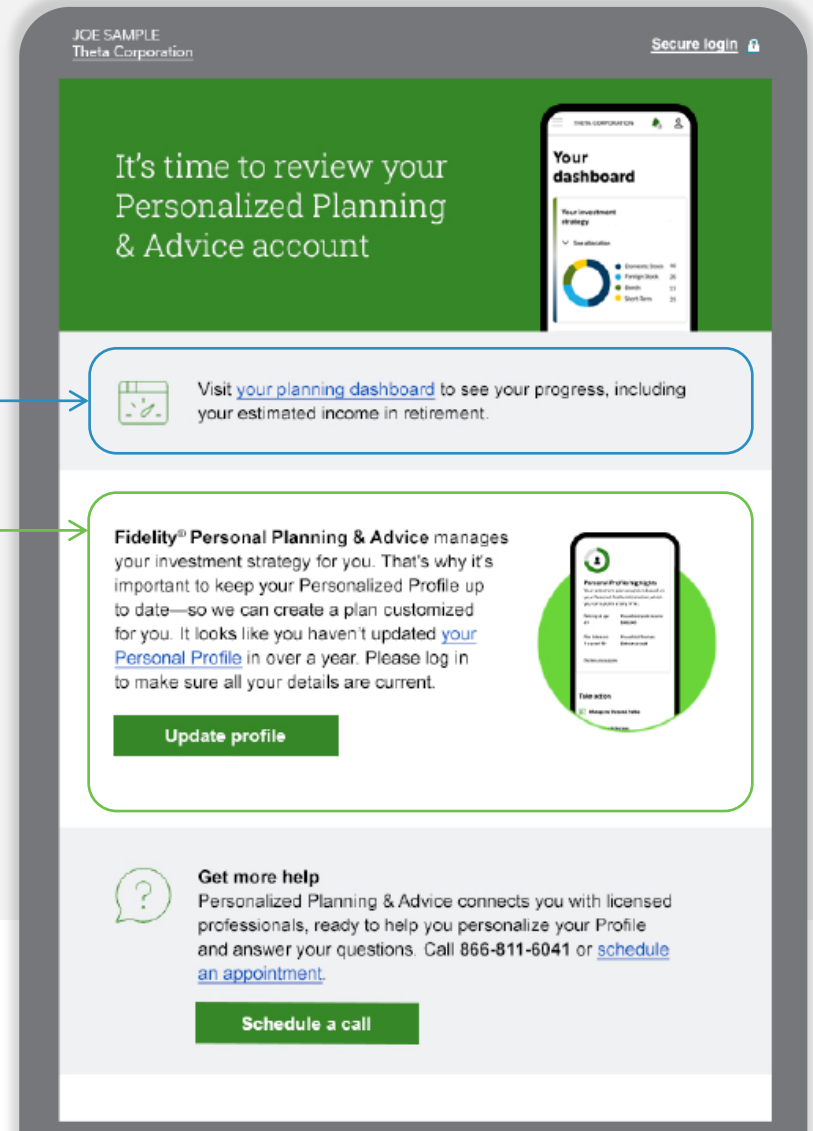 JOE SAMPLE
Theta Corporation
Secure login
It's time to review your
Personalized Planning
& Advice account
THETA CORPORATION
Your
dashboard
Your investment
strategy
See allocation
Domestic Stock
Foreign Stock
Bonds
Short-Term
Visit your planning dashboard to see your progress, including
your estimated income in retirement.
Fidelity® Personal Planning & Advice manages
your investment strategy for you. That's why it's
important to keep your Personalized Profile up
to date—so we can create a plan customized
for you. It looks like you haven't updated your
Personal Profile in over a year. Please log in
to make sure all your details are current.
Update profile
Personal Profile highlights
Take action
Get more help
Personalized Planning & Advice connects you with licensed
professionals, ready to help you personalize your Profile
and answer your questions. Call 866-811-6041 or schedule
an appointment.
Schedule a call